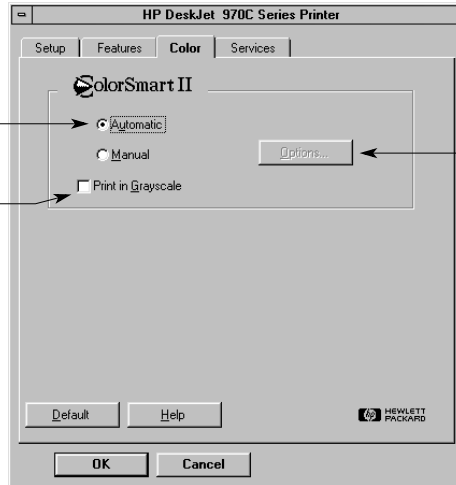 HP DeskJet 970C Series Printer
Setup Features Color Services
ColorSmart II
Automatic
Manual
Options...
Print in Grayscale
Default Help
hp HEWLETT
PACKARD
OK Cancel